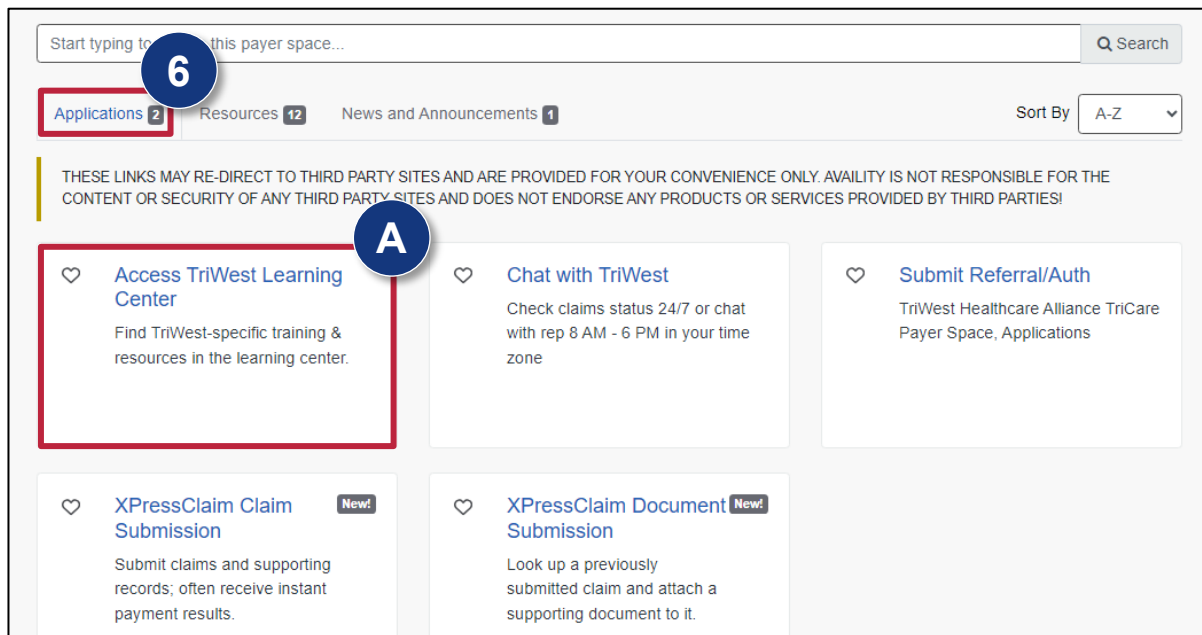 Start typing to this payer space...
Search
6
Applications 2
Resources 12
News and Announcements 1
Sort By
A-Z
THESE LINKS MAY RE-DIRECT TO THIRD PARTY SITES AND ARE PROVIDED FOR YOUR CONVENIENCE ONLY. AVAILITY IS NOT RESPONSIBLE FOR THE
CONTENT OR SECURITY OF ANY THIRD PARTY SITES AND DOES NOT ENDORSE ANY PRODUCTS OR SERVICES PROVIDED BY THIRD PARTIES!
A
Access TriWest Learning
Center
Find TriWest-specific training &
resources in the learning center.
Chat with TriWest
Check claims status 24/7 or chat
with rep 8 AM - 6 PM in your time
zone
Submit Referral/Auth
TriWest Healthcare Alliance TriCare
Payer Space, Applications
XPressClaim Claim
Submission
New!
Submit claims and supporting
records; often receive instant
payment results.
XPressClaim Document
Submission
New!
Look up a previously
submitted claim and attach a
supporting document to it.